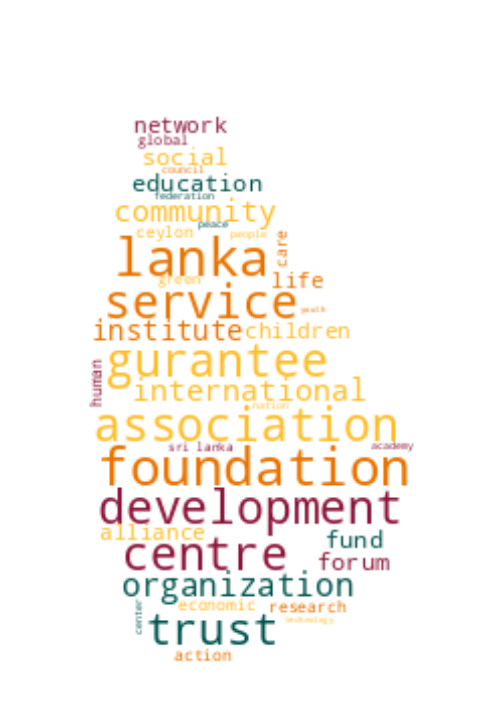 network
global
social
council
education
federation
community
peace
ceylon
people
care
lanka
green
life
service
youth
institute
children
gurantee
human
international
nation
association
sri lanka
academy
foundation
development
alliance
fund
centre
forum
organization
economic
research
center
trust
technology
action